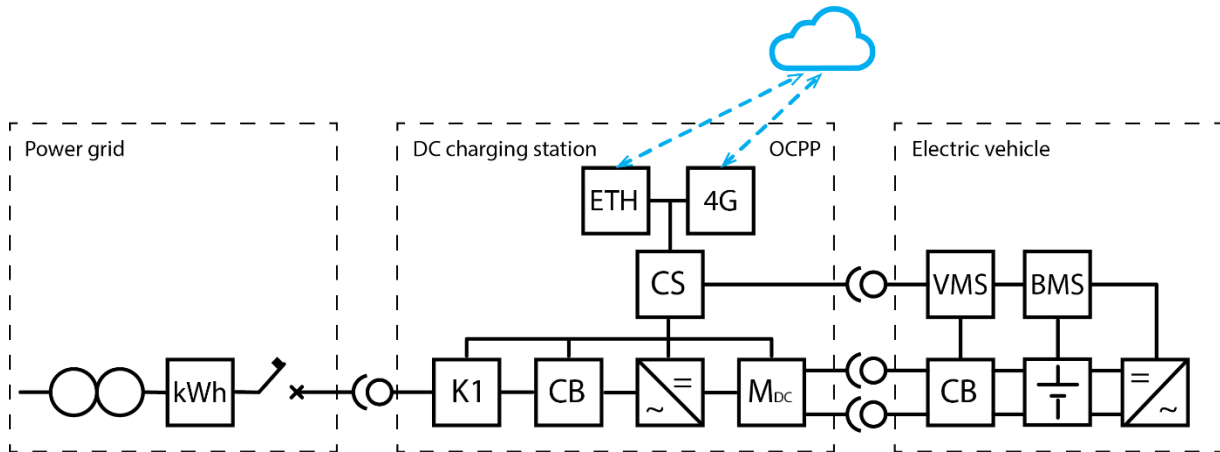 Power grid
DC charging station
OCPP
Electric vehicle
ETH
4G
CS
VMS
BMS
kWh
K1
CB
=
~
MDC
CB
=
~